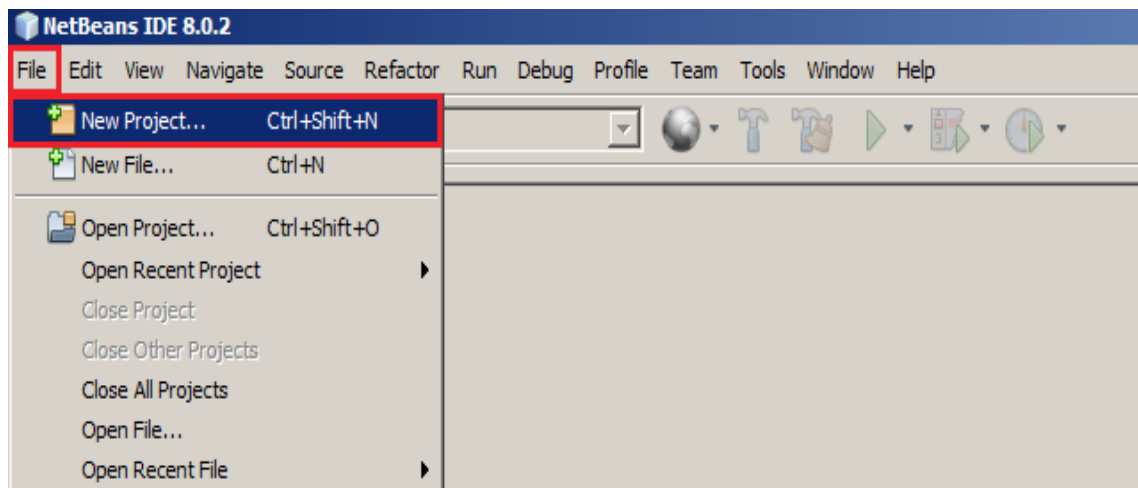 NetBeans IDE 8.0.2
File Edit View Navigate Source Refactor Run Debug Profile Team Tools Window Help
New Project... Ctrl+Shift+N
New File... Ctrl+N
Open Project... Ctrl+Shift+O
Open Recent Project
Close Project
Close Other Projects
Close All Projects
Open File...
Open Recent File